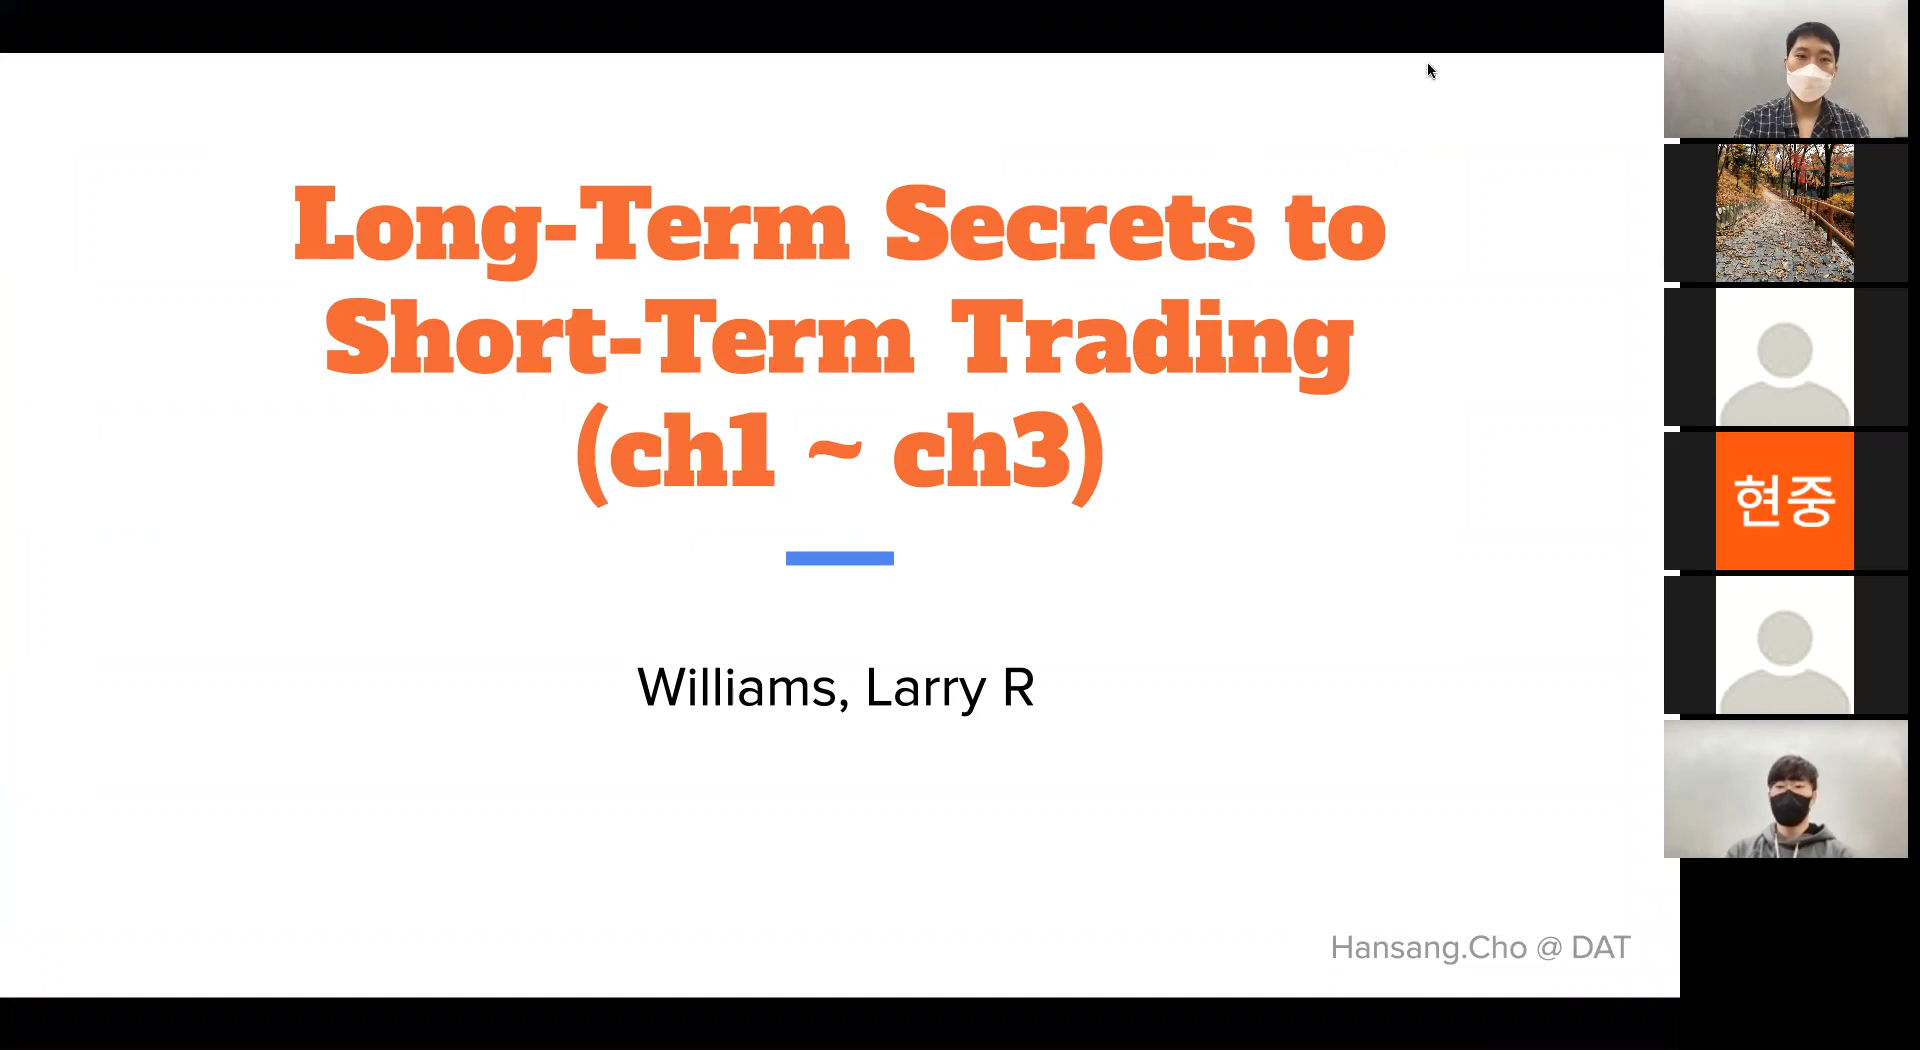 Long-Term Secrets to
Short-Term Trading
(ch1 ~ ch3)
Williams, Larry R
Hansang.Cho @ DAT
현중